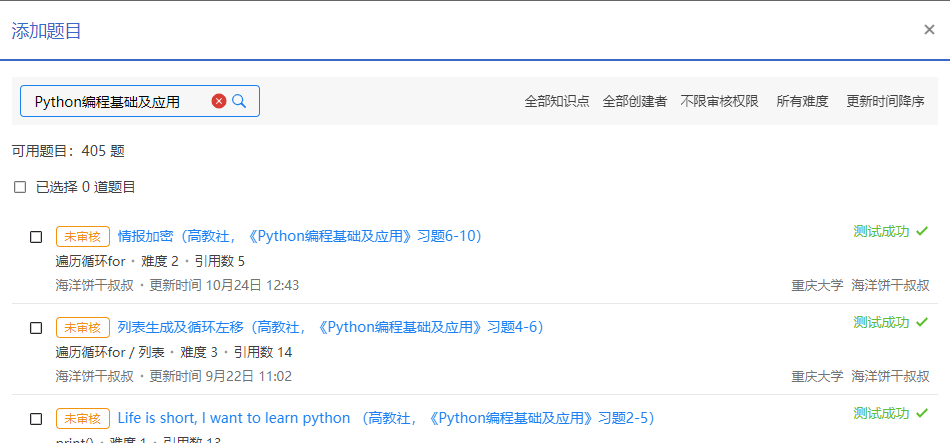 添加题目
Python编程基础及应用 全部知识点 全部创建者 不限审核权限 所有难度 更新时间降序
可用题目：405 题
已选择 0 道题目
未审核 情报加密（高教社，《Python编程基础及应用》习题6-10） 测试成功
遍历循环for · 难度 2 · 引用数 5
海洋饼干叔叔 · 更新时间 10月24日 12:43 重庆大学 海洋饼干叔叔
未审核 列表生成及循环左移（高教社，《Python编程基础及应用》习题4-6） 测试成功
遍历循环for / 列表 · 难度 3 · 引用数 14
海洋饼干叔叔 · 更新时间 9月22日 11:02 重庆大学 海洋饼干叔叔
未审核 Life is short, I want to learn python （高教社，《Python编程基础及应用》习题2-5） 测试成功
print() · 难度 1 · 引用数 13